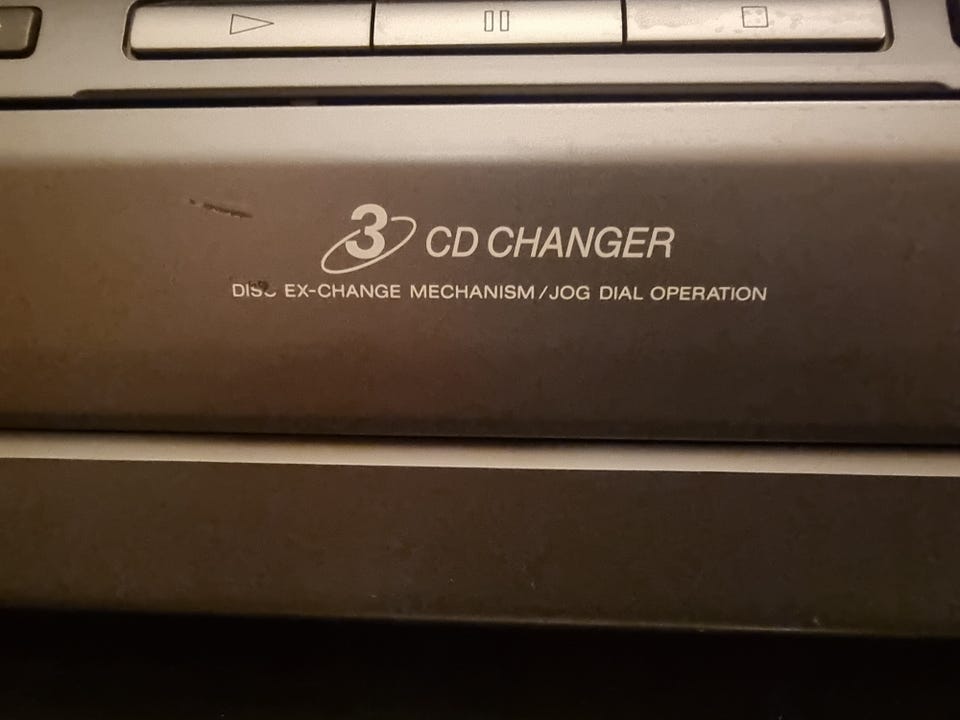 3 CD CHANGER
DISC EX-CHANGE MECHANISM/JOG DIAL OPERATION